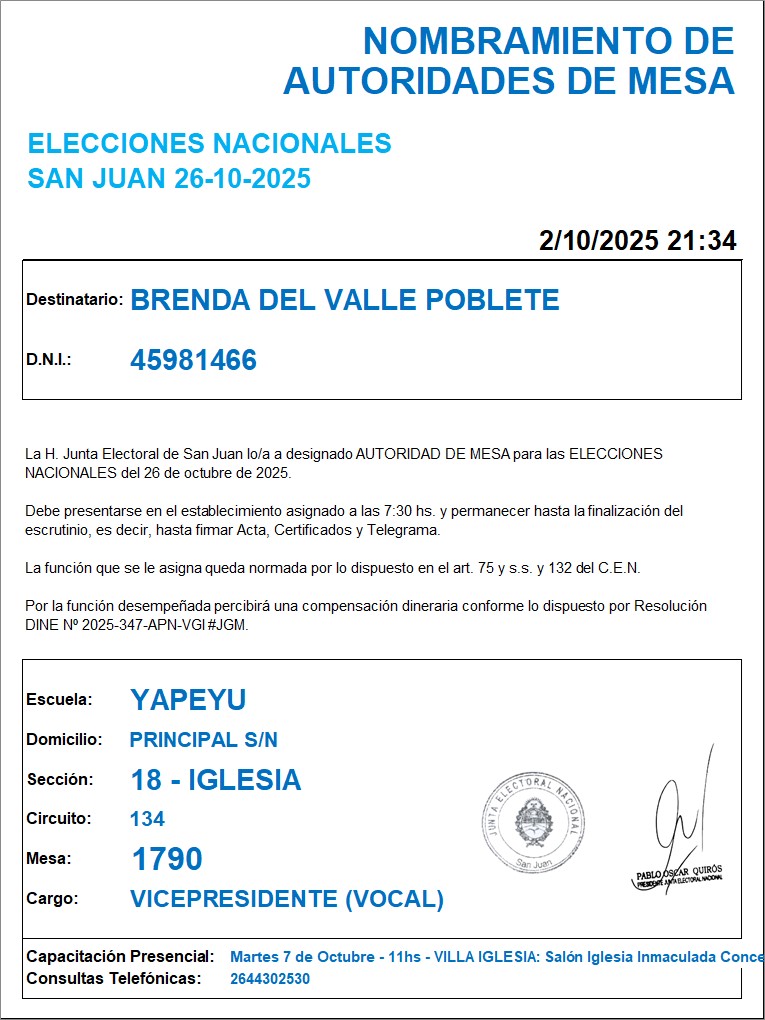 NOMBRAMIENTO DE
AUTORIDADES DE MESA
ELECCIONES NACIONALES
SAN JUAN 26-10-2025
2/10/2025 21:34
Destinatario: BRENDA DEL VALLE POBLETE
D.N.I.: 45981466
La H. Junta Electoral de San Juan lo/a a designado AUTORIDAD DE MESA para las ELECCIONES
NACIONALES del 26 de octubre de 2025.
Debe presentarse en el establecimiento asignado a las 7:30 hs. y permanecer hasta la finalización del
escrutinio, es decir, hasta firmar Acta, Certificados y Telegrama.
La función que se le asigna queda normada por lo dispuesto en el art. 75 y s.s. y 132 del C.E.N.
Por la función desempeñada percibirá una compensación dineraria conforme lo dispuesto por Resolución
DINE Nº 2025-347-APN-VGI #JGM.
Escuela: YAPEYU
Domicilio: PRINCIPAL S/N
Sección: 18 - IGLESIA
Circuito: 134
Mesa: 1790
Cargo: VICEPRESIDENTE (VOCAL)
JUNTA ELECTORAL NACIONAL
San Juan
PABLO OSCAR QUIRÓS
PRESIDENTE JUNTA ELECTORAL NACIONAL
Capacitación Presencial: Martes 7 de Octubre - 11hs - VILLA IGLESIA: Salón Iglesia Inmaculada Conce
Consultas Telefónicas: 2644302530